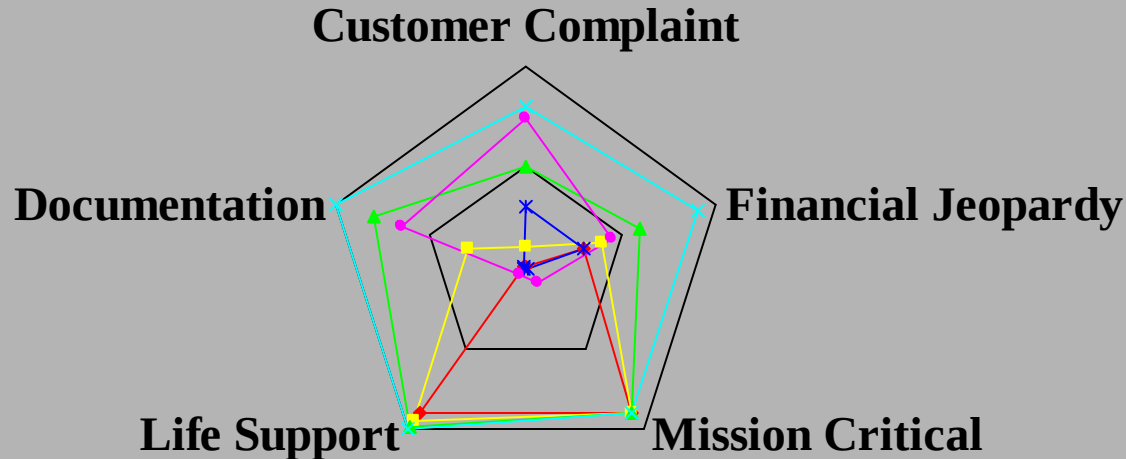 Customer Complaint
Documentation
Financial Jeopardy
Life Support
Mission Critical